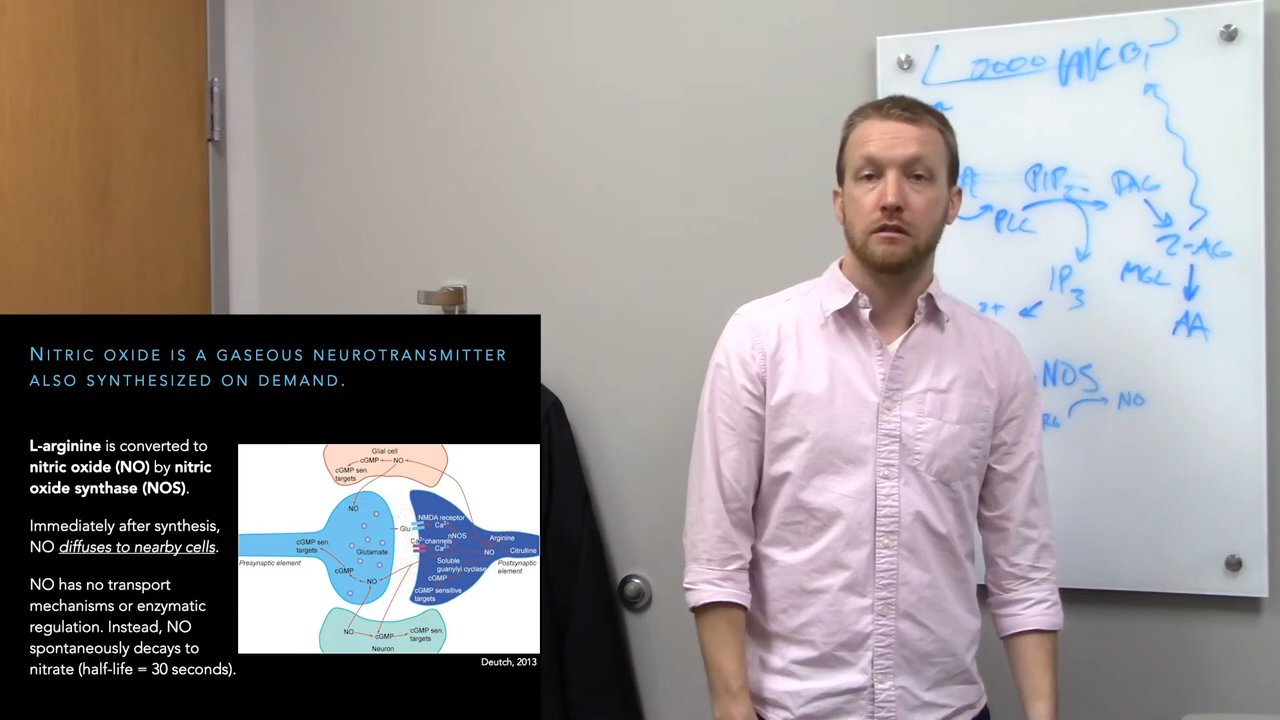 NITRIC OXIDE IS A GASEOUS NEUROTRANSMITTER
ALSO SYNTHESIZED ON DEMAND.
L-arginine is converted to
nitric oxide (NO) by nitric
oxide synthase (NOS).
Immediately after synthesis,
NO diffuses to nearby cells.
NO has no transport
mechanisms or enzymatic
regulation. Instead, NO
spontaneously decays to
nitrate (half-life = 30 seconds).
Glial cell
cGMP NO
cGMP sen.
targets
NO
Glu
NMDA receptor
Ca2+
nNOS
Ca2+channels
Ca2+
Arginine
NO
Citrulline
cGMP sen.
targets
Glutamate
Soluble
guanylyl cyclase
Presynaptic element
Postsynaptic
element
cGMP
NO
cGMP
cGMP sensitive
targets
NO
cGMP
cGMP sen.
targets
Neuron
Deutch, 2013
PIP2
DAG
PLC
2-AG
IP3
MGL
AA
NOS
NO